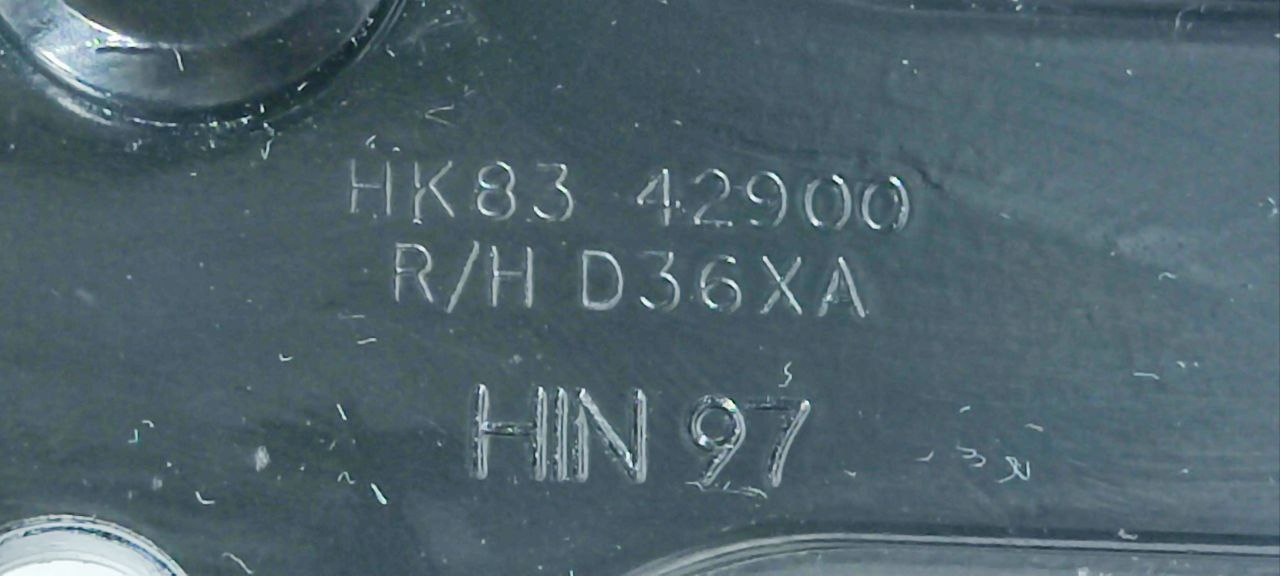 HK83 42900
R/H D36XA
HIN 97